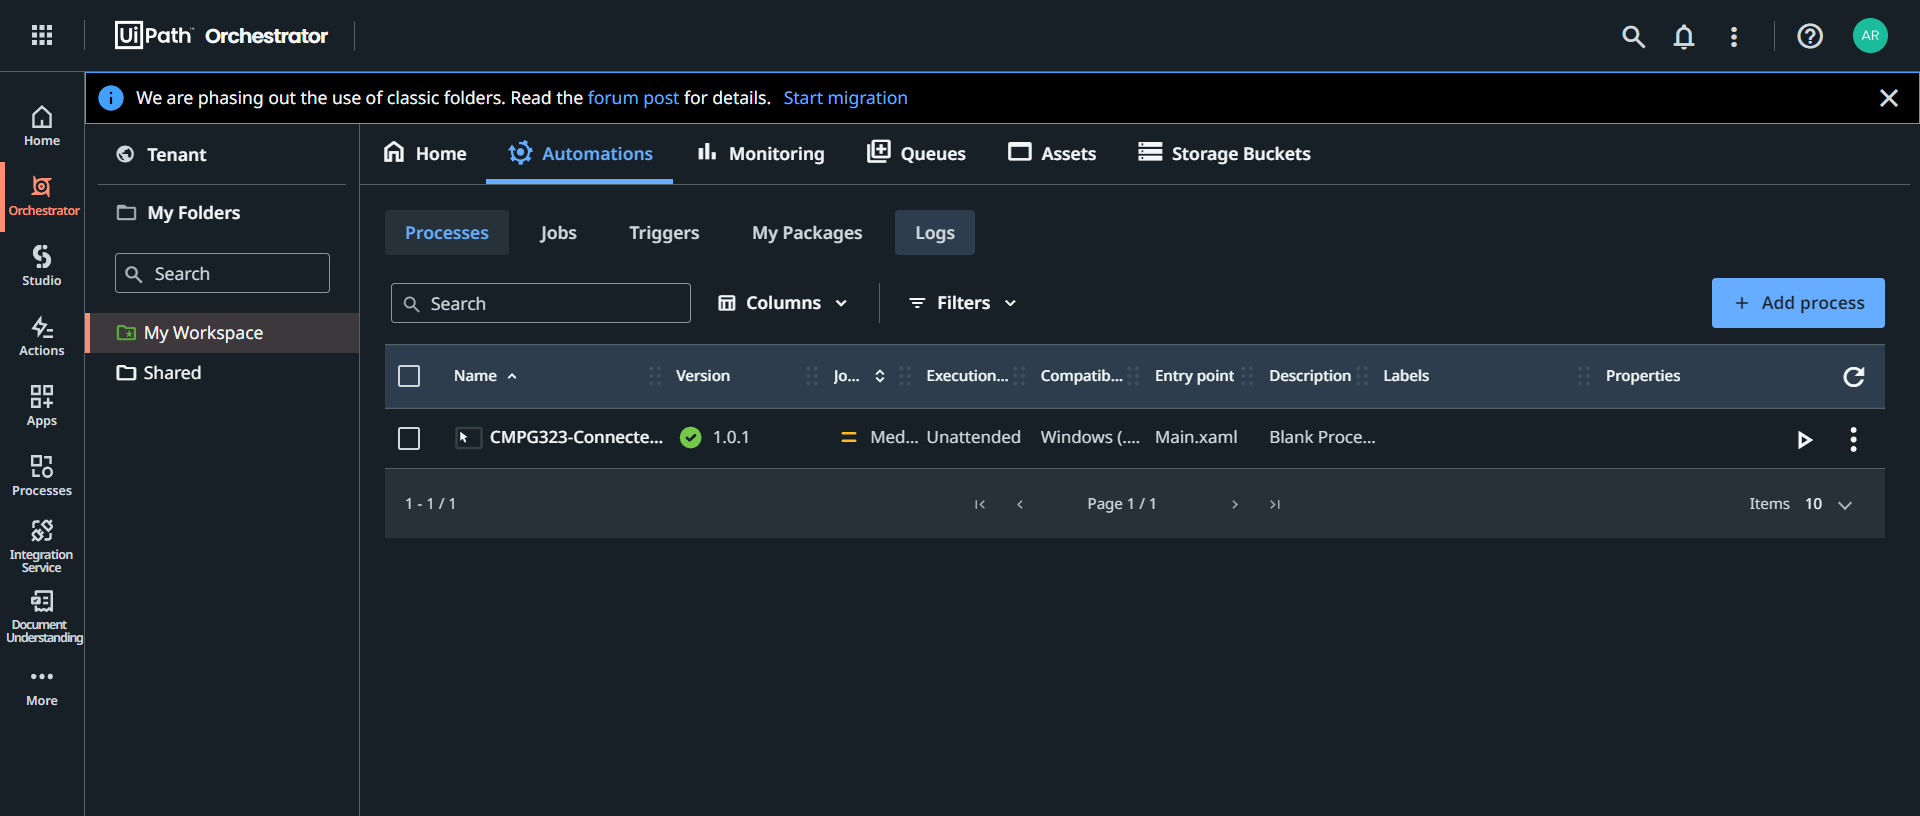 UiPath Orchestrator
AR
We are phasing out the use of classic folders. Read the forum post for details. Start migration
Home
Orchestrator
Studio
Actions
Apps
Processes
Integration
Service
Document
Understanding
More
Tenant
My Folders
Search
My Workspace
Shared
Home Automations Monitoring Queues Assets Storage Buckets
Processes Jobs Triggers My Packages Logs
Search Columns Filters + Add process
Name Version Jo... Execution... Compatib... Entry point Description Labels Properties
CMPG323-Connecte... 1.0.1 Med... Unattended Windows (.... Main.xaml Blank Proce...
1 - 1 / 1 Page 1 / 1 Items 10